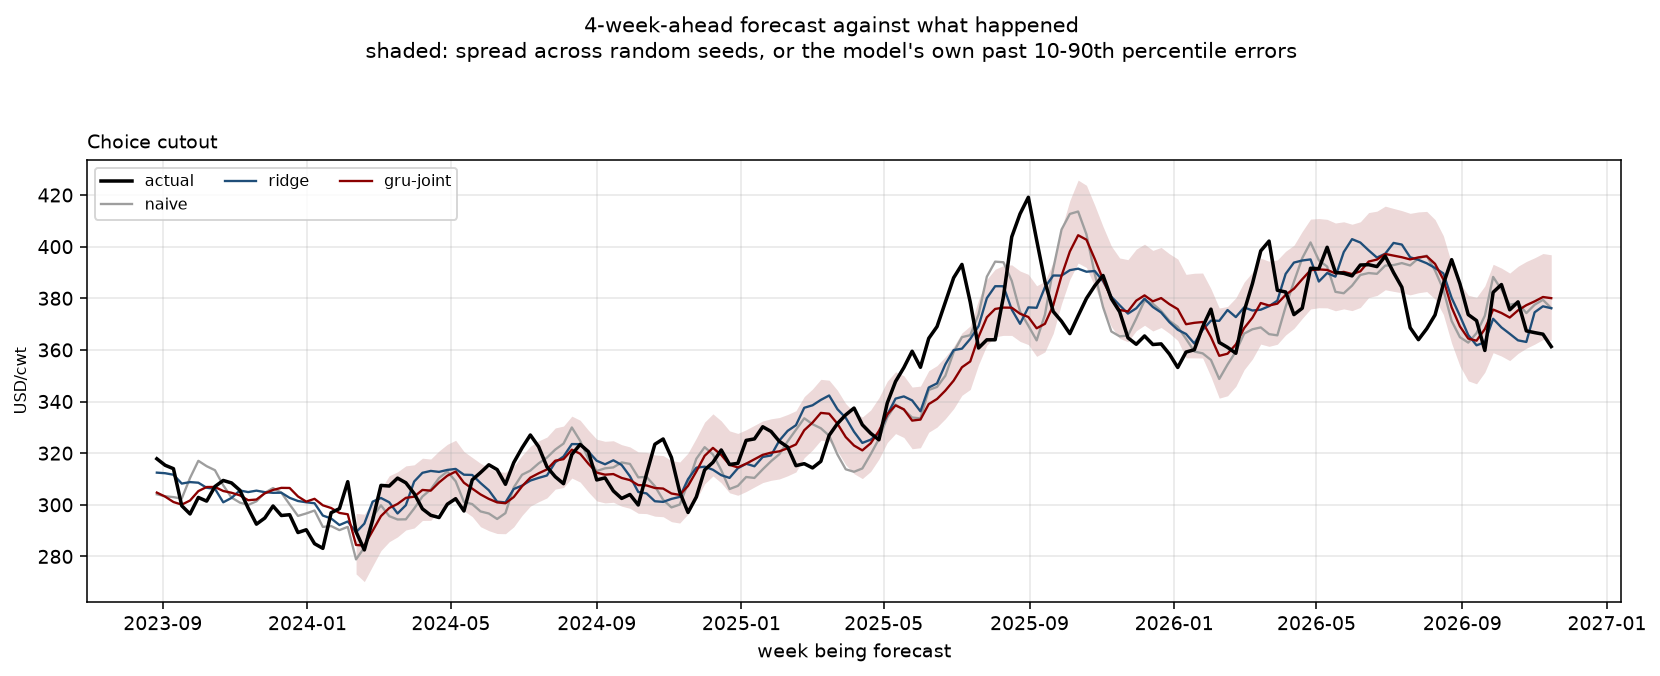 4-week-ahead forecast against what happened
shaded: spread across random seeds, or the model's own past 10-90th percentile errors
Choice cutout
actual ridge gru-joint
naive
420
400
380
360
340
320
300
280
USD/cwt
2023-09 2024-01 2024-05 2024-09 2025-01 2025-05 2025-09 2026-01 2026-05 2026-09 2027-01
week being forecast